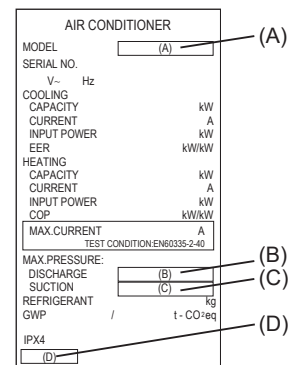 AIR CONDITIONER
MODEL (A) (A)
SERIAL NO.
V~ Hz
COOLING
CAPACITY kW
CURRENT A
INPUT POWER kW
EER kW/kW
HEATING
CAPACITY kW
CURRENT A
INPUT POWER kW
COP kW/kW
MAX.CURRENT A
TEST CONDITION:EN60335-2-40
MAX.PRESSURE:
DISCHARGE (B) (B)
SUCTION (C) (C)
REFRIGERANT kg
GWP / t - CO2eq
IPX4
(D) (D)